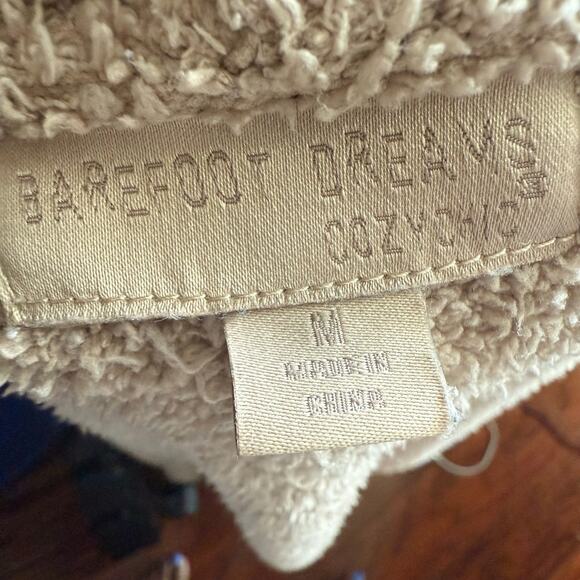 BAREFOOT DREAMS®
COZYCHIC
M
MADE IN
CHINA